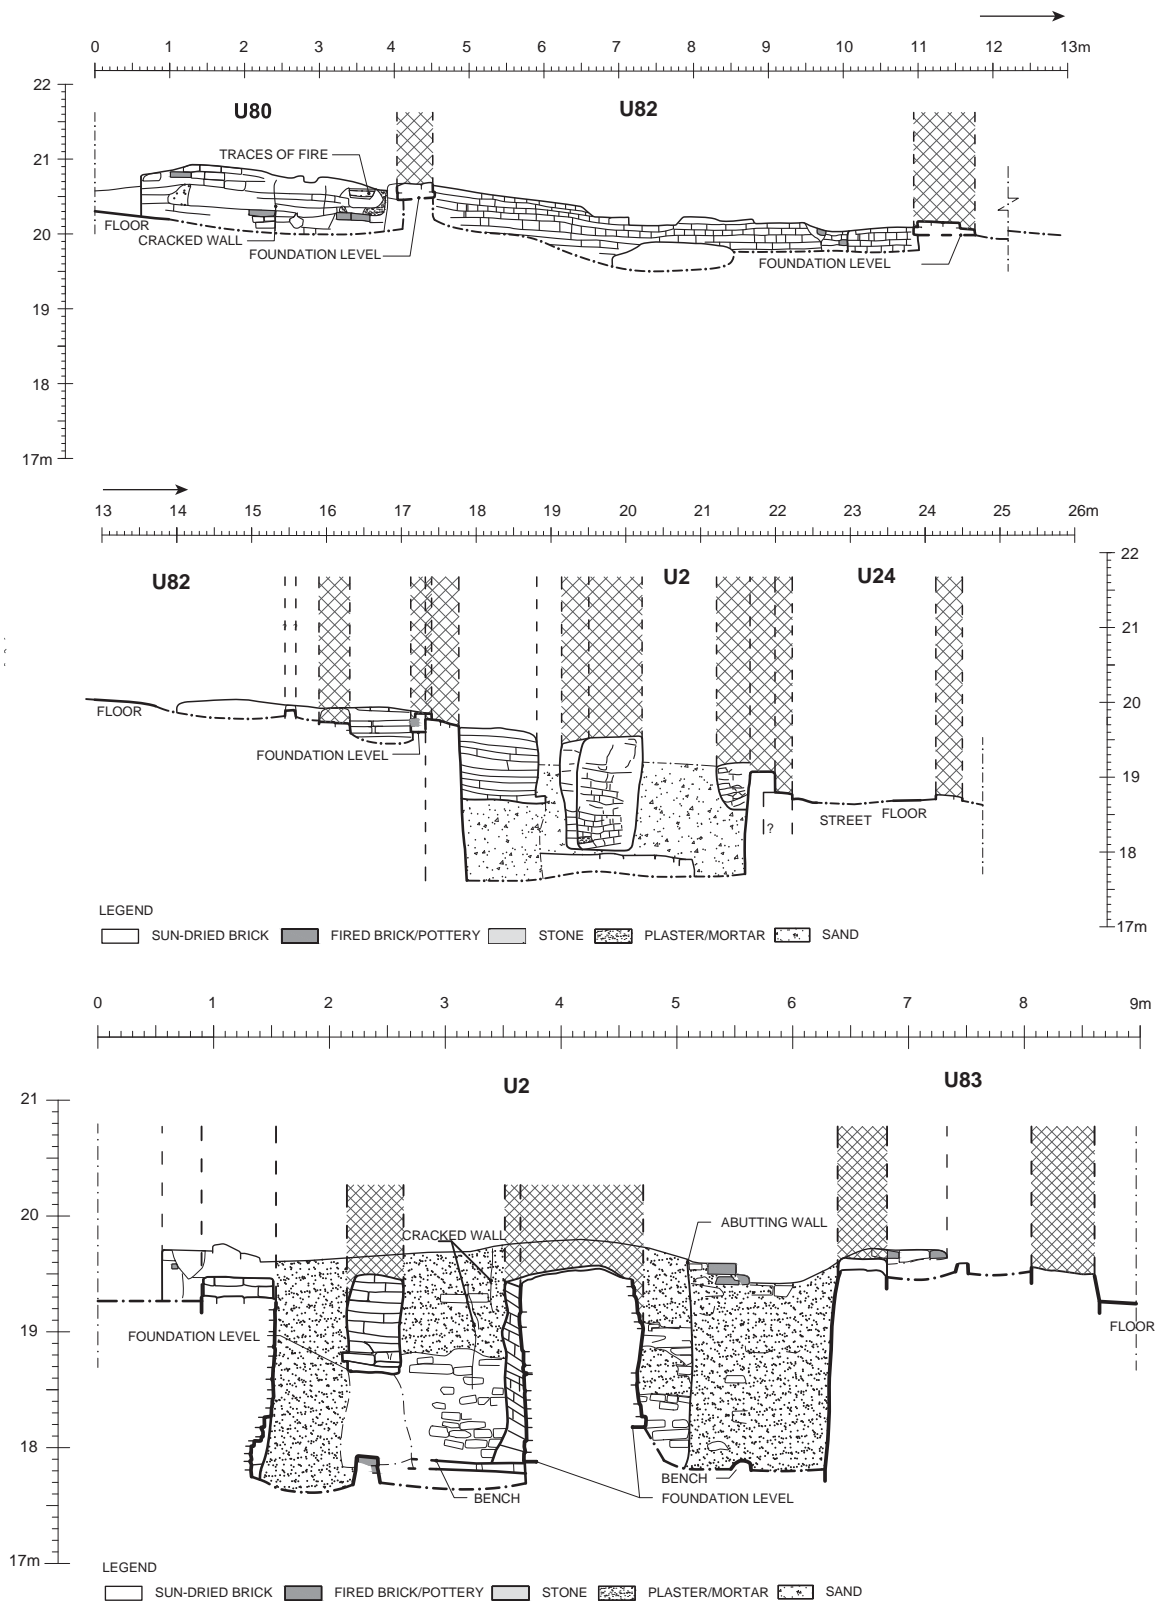 0 1 2 3 4 5 6 7 8 9 10 11 12 13m
22
U80 U82
21
TRACES OF FIRE
20
FLOOR
CRACKED WALL
FOUNDATION LEVEL
FOUNDATION LEVEL
19
18
17m
13 14 15 16 17 18 19 20 21 22 23 24 25 26m
22
U82 U2 U24
21
20
FLOOR
FOUNDATION LEVEL
19
STREET FLOOR
?
18
17m
LEGEND
SUN-DRIED BRICK FIRED BRICK/POTTERY STONE PLASTER/MORTAR SAND
0 1 2 3 4 5 6 7 8 9m
U2 U83
21
20
CRACKED WALL
ABUTTING WALL
19
FOUNDATION LEVEL
FLOOR
18
BENCH
BENCH
FOUNDATION LEVEL
17m
LEGEND
SUN-DRIED BRICK FIRED BRICK/POTTERY STONE PLASTER/MORTAR SAND